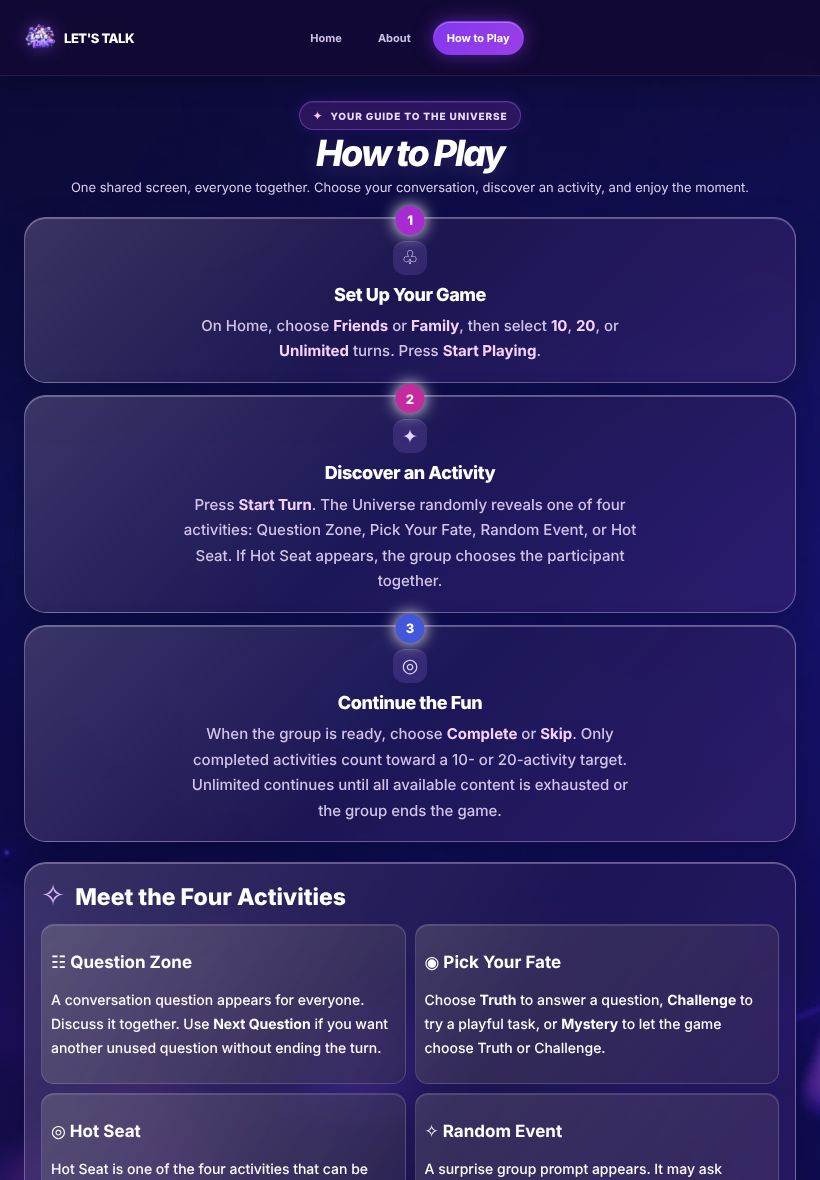 LET'S TALK
Home
About
How to Play
✦ YOUR GUIDE TO THE UNIVERSE
How to Play
One shared screen, everyone together. Choose your conversation, discover an activity, and enjoy the moment.
1
♧
Set Up Your Game
On Home, choose Friends or Family, then select 10, 20, or
Unlimited turns. Press Start Playing.
2
✦
Discover an Activity
Press Start Turn. The Universe randomly reveals one of four
activities: Question Zone, Pick Your Fate, Random Event, or Hot
Seat. If Hot Seat appears, the group chooses the participant
together.
3
◎
Continue the Fun
When the group is ready, choose Complete or Skip. Only
completed activities count toward a 10- or 20-activity target.
Unlimited continues until all available content is exhausted or
the group ends the game.
✧ Meet the Four Activities
☷ Question Zone
A conversation question appears for everyone.
Discuss it together. Use Next Question if you want
another unused question without ending the turn.
◉ Pick Your Fate
Choose Truth to answer a question, Challenge to
try a playful task, or Mystery to let the game
choose Truth or Challenge.
◎ Hot Seat
Hot Seat is one of the four activities that can be
✧ Random Event
A surprise group prompt appears. It may ask